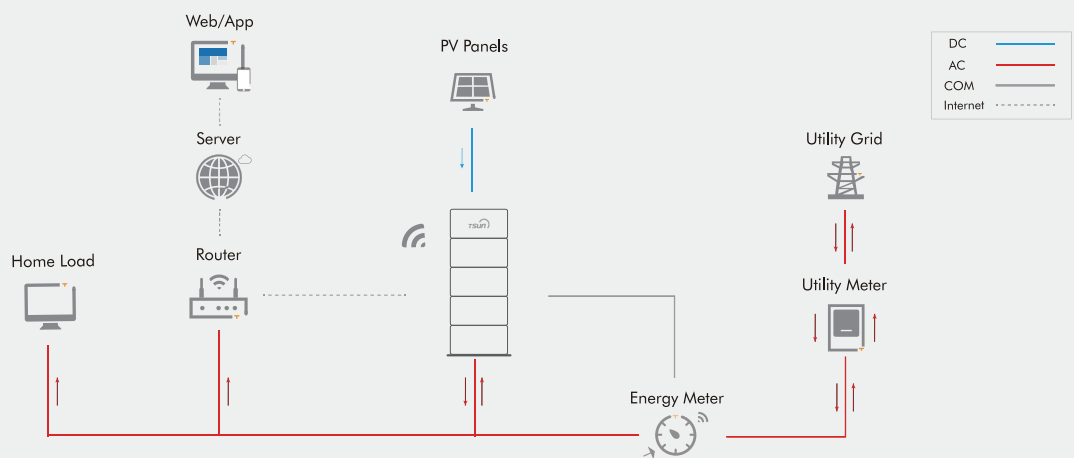 Web/App
PV Panels
DC
AC
COM
Internet
Server
Utility Grid
TSUN
Home Load
Router
Utility Meter
Energy Meter